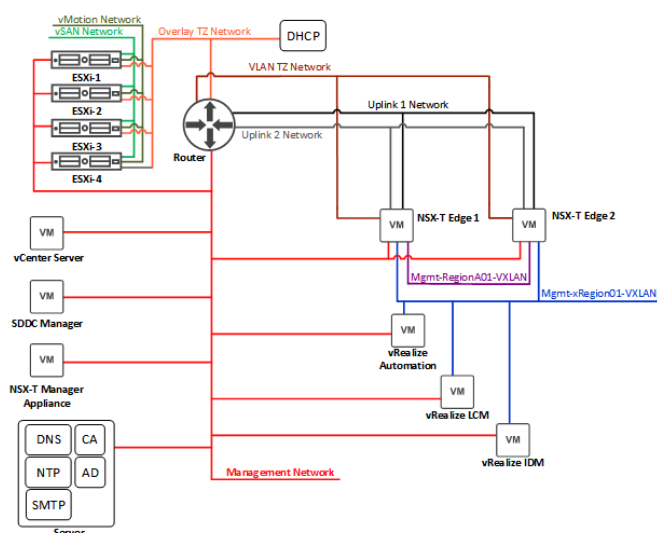 vMotion Network
vSAN Network
Overlay TZ Network
DHCP
ESXi-1
ESXi-2
ESXi-3
ESXi-4
VLAN TZ Network
Uplink 1 Network
Uplink 2 Network
Router
VM
NSX-T Edge 1
VM
NSX-T Edge 2
VM
vCenter Server
Mgmt-RegionA01-VXLAN
Mgmt-xRegion01-VXLAN
VM
SDDC Manager
VM
vRealize
Automation
VM
NSX-T Manager
Appliance
VM
vRealize LCM
VM
vRealize IDM
DNS
CA
NTP
AD
SMTP
Server
Management Network